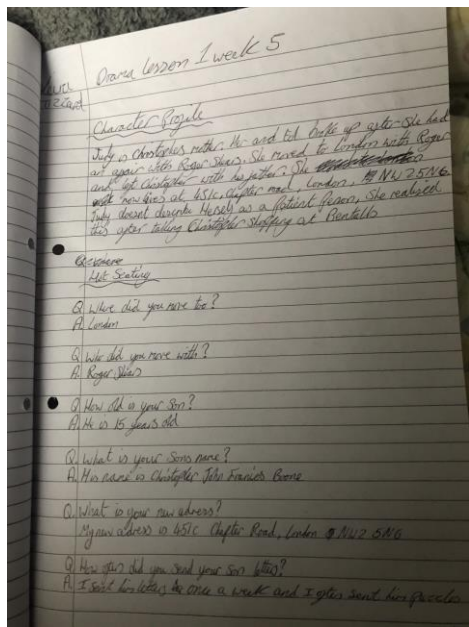 Drama lesson 1 week 5
Character Profile
Judy is Christophers mother. Her and Ed broke up after she had
an affair with Roger Shears. She moved to London with Roger
and left Christopher with his father. She
now lives at 451c, Chapter road, London, NW2 5NG
Judy doesnt describe Herself as a patient person, she realised
this after taking Christopher shopping at Bentalls
Hot Seating
Q. Where did you move too?
A. London
Q. Who did you move with?
A. Roger Shears
Q. How old is your son?
A. He is 15 years old
Q. What is your sons name?
A. His name is Christopher John Francis Boone
Q. What is your new adress?
My new adress is 451c Chapter Road, London NW2 5NG
Q. How often did you send your son letters?
A. I sent him letters once a week and I often sent him puzzles